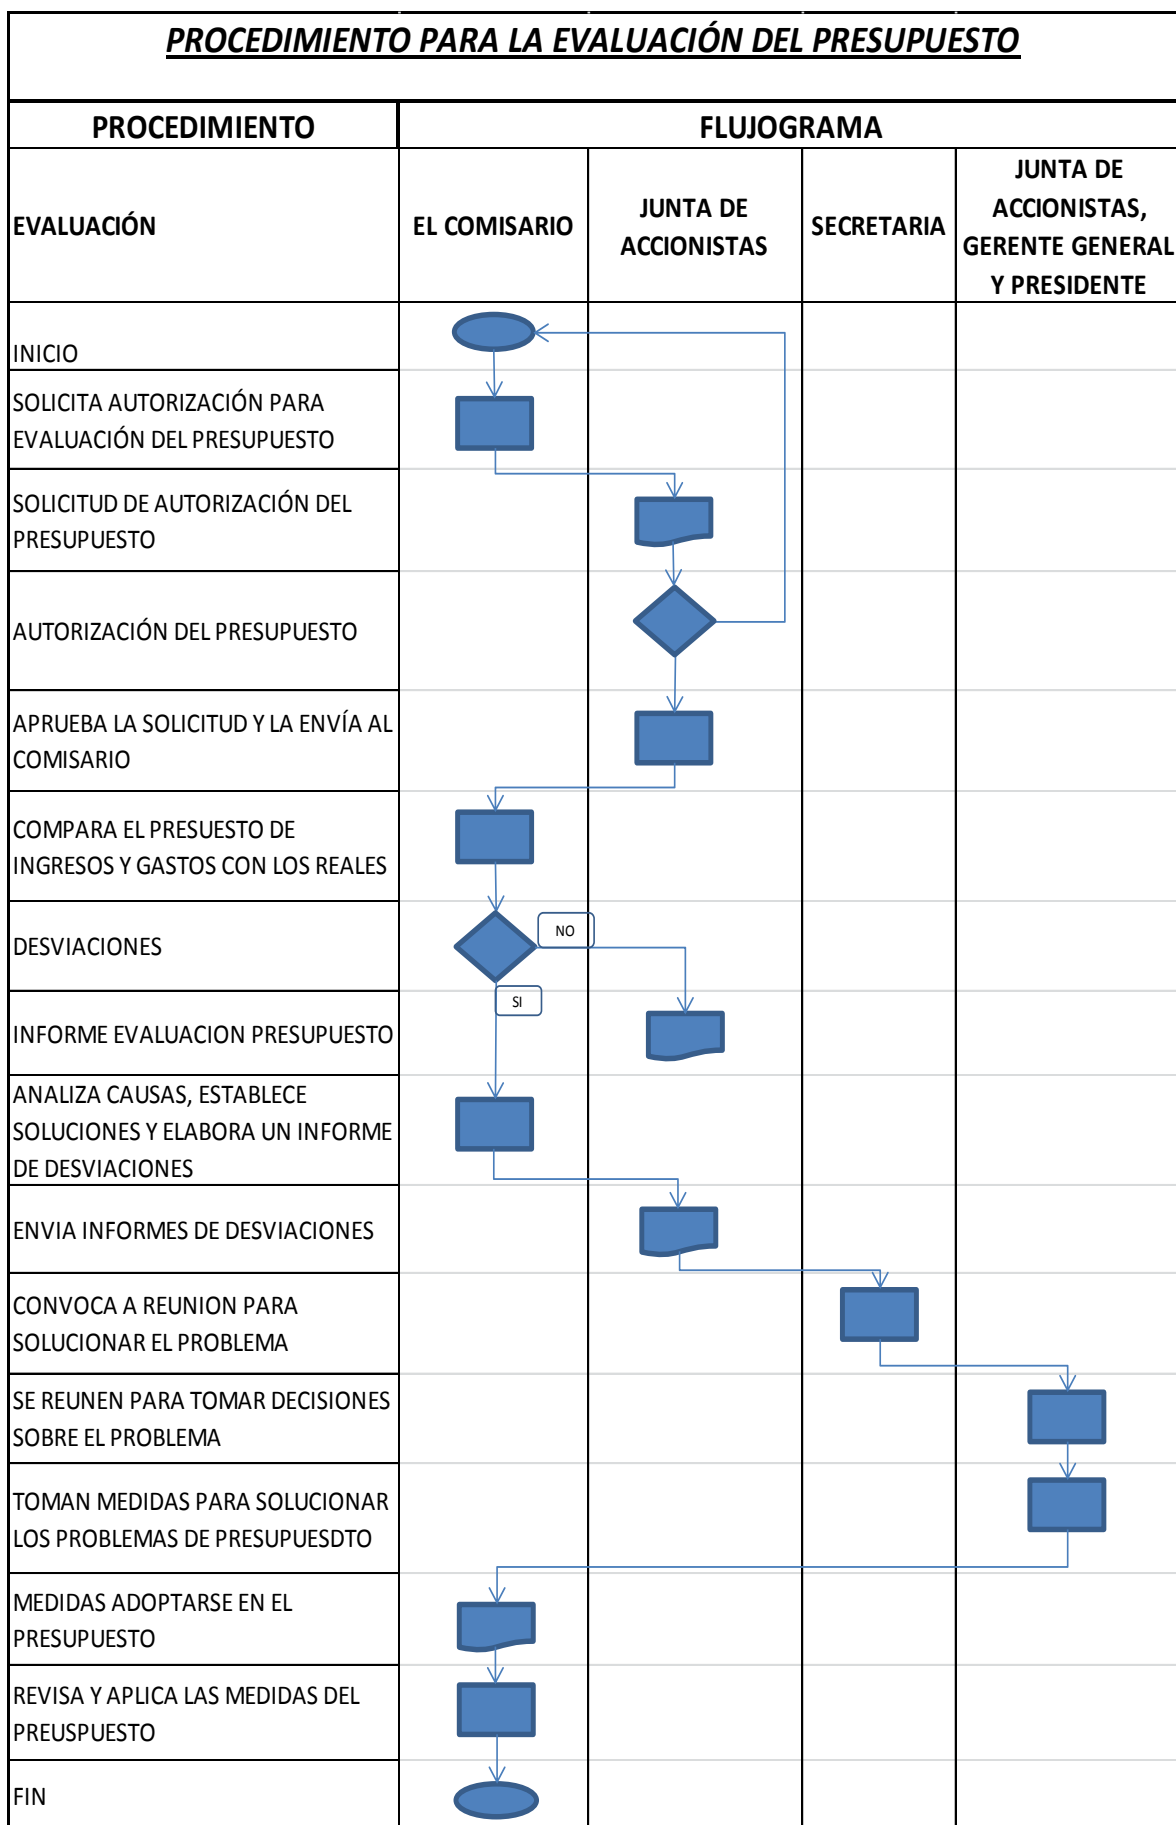 PROCEDIMIENTO PARA LA EVALUACIÓN DEL PRESUPUESTO
PROCEDIMIENTO
FLUJOGRAMA
EVALUACIÓN
EL COMISARIO
JUNTA DE
ACCIONISTAS
SECRETARIA
JUNTA DE
ACCIONISTAS,
GERENTE GENERAL
Y PRESIDENTE
INICIO
SOLICITA AUTORIZACIÓN PARA
EVALUACIÓN DEL PRESUPUESTO
SOLICITUD DE AUTORIZACIÓN DEL
PRESUPUESTO
AUTORIZACIÓN DEL PRESUPUESTO
APRUEBA LA SOLICITUD Y LA ENVÍA AL
COMISARIO
COMPARA EL PRESUESTO DE
INGRESOS Y GASTOS CON LOS REALES
DESVIACIONES
NO
SI
INFORME EVALUACION PRESUPUESTO
ANALIZA CAUSAS, ESTABLECE
SOLUCIONES Y ELABORA UN INFORME
DE DESVIACIONES
ENVIA INFORMES DE DESVIACIONES
CONVOCA A REUNION PARA
SOLUCIONAR EL PROBLEMA
SE REUNEN PARA TOMAR DECISIONES
SOBRE EL PROBLEMA
TOMAN MEDIDAS PARA SOLUCIONAR
LOS PROBLEMAS DE PRESUPUESDTO
MEDIDAS ADOPTARSE EN EL
PRESUPUESTO
REVISA Y APLICA LAS MEDIDAS DEL
PREUSPUESTO
FIN